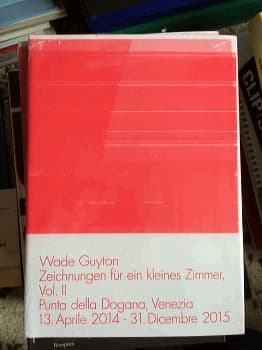 Wade Guyton
Zeichnungen für ein kleines Zimmer,
Vol. II
Punta della Dogana, Venezia
13. Aprile 2014 - 31. Dicembre 2015
CLIP